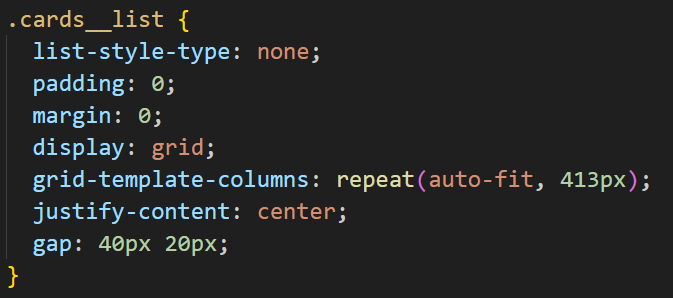 .cards__list {
  list-style-type: none;
  padding: 0;
  margin: 0;
  display: grid;
  grid-template-columns: repeat(auto-fit, 413px);
  justify-content: center;
  gap: 40px 20px;
}